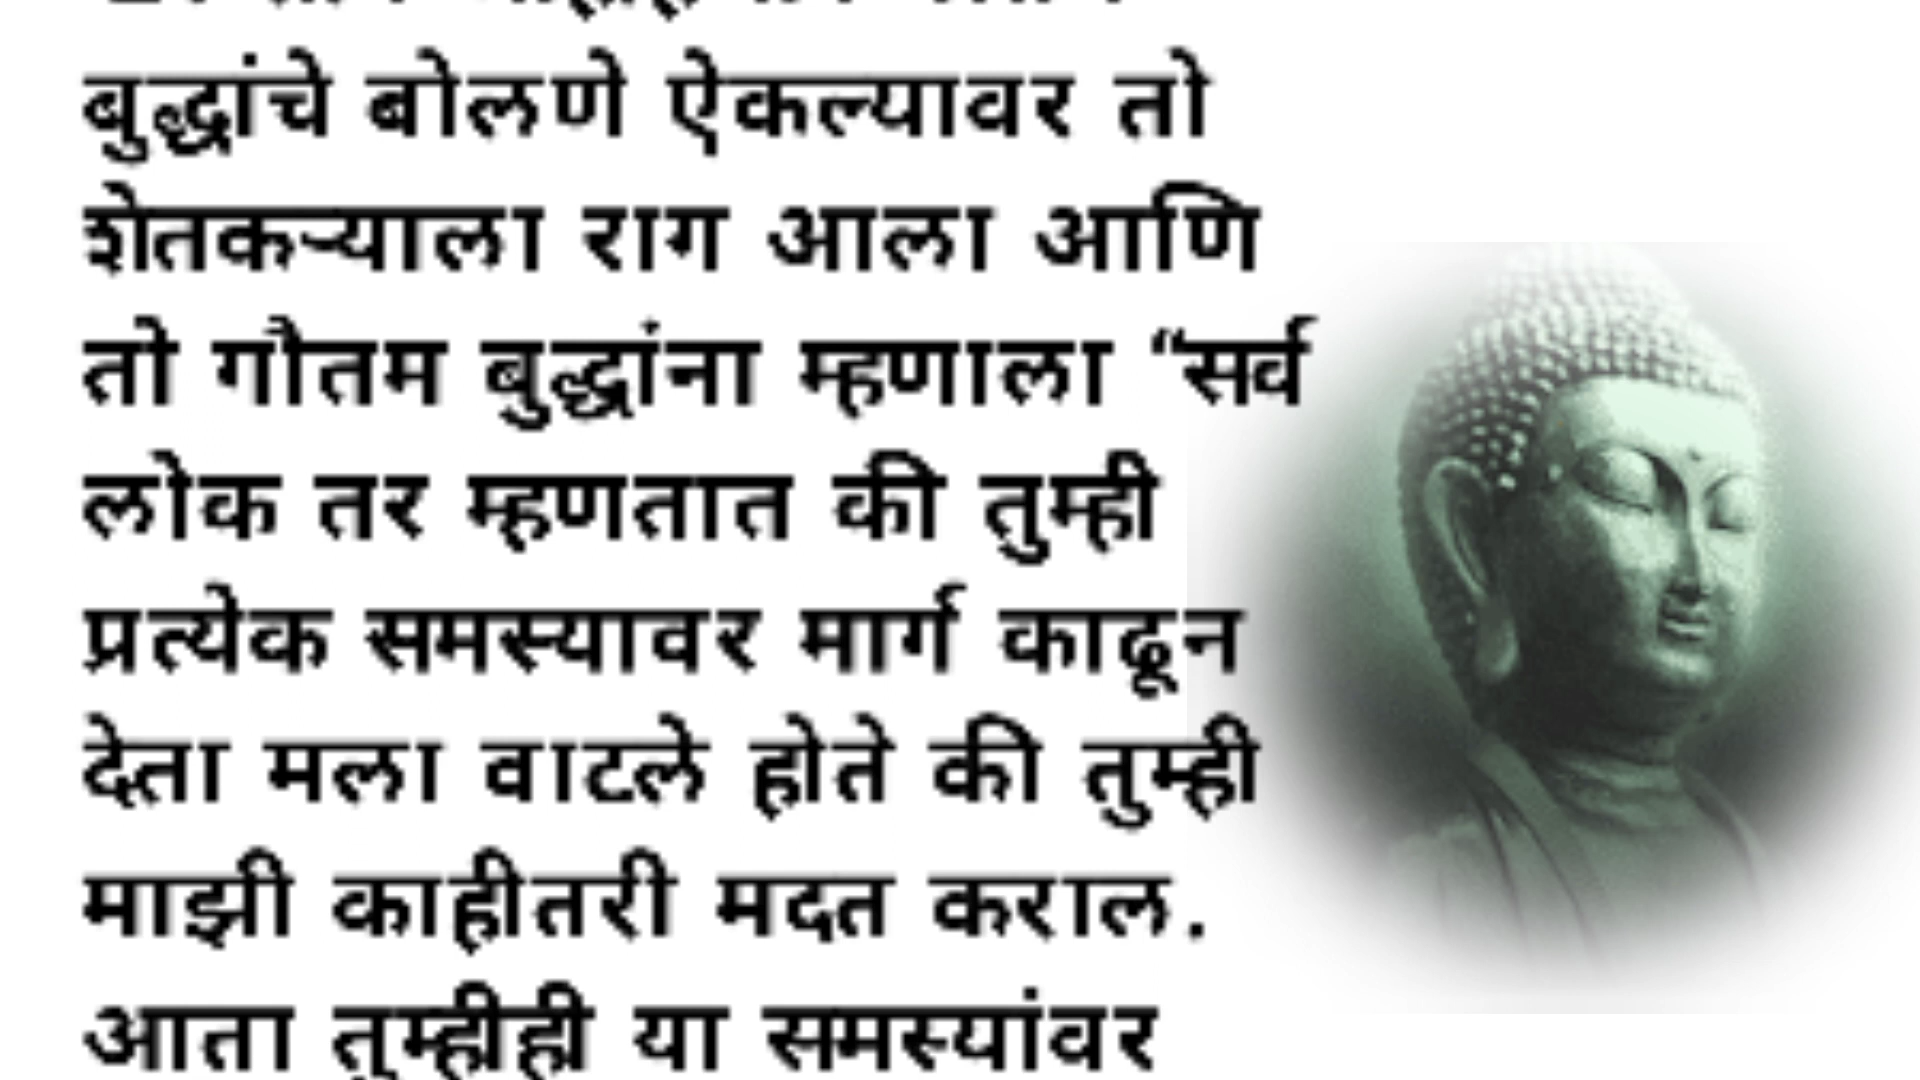 बुद्धांचे बोलणे ऐकल्यावर तो
शेतकऱ्याला राग आला आणि
तो गौतम बुद्धांना म्हणाला “सर्व
लोक तर म्हणतात की तुम्ही
प्रत्येक समस्यावर मार्ग काढून
देता मला वाटले होते की तुम्ही
माझी काहीतरी मदत कराल.
आता तुम्हीही या समस्यांवर